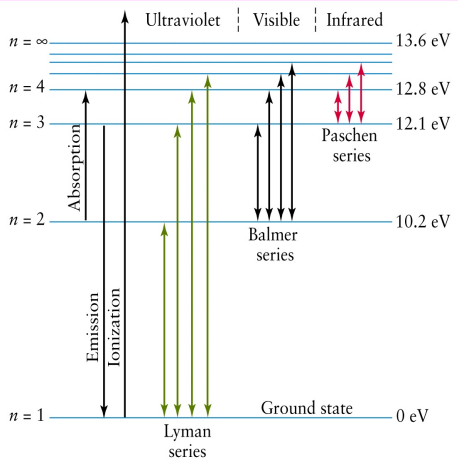 Ultraviolet Visible Infrared
n = ∞ 13.6 eV
n = 4 12.8 eV
n = 3 12.1 eV
Paschen
series
Absorption
n = 2 10.2 eV
Balmer
series
Emission
Ionization
Ground state
n = 1 0 eV
Lyman
series